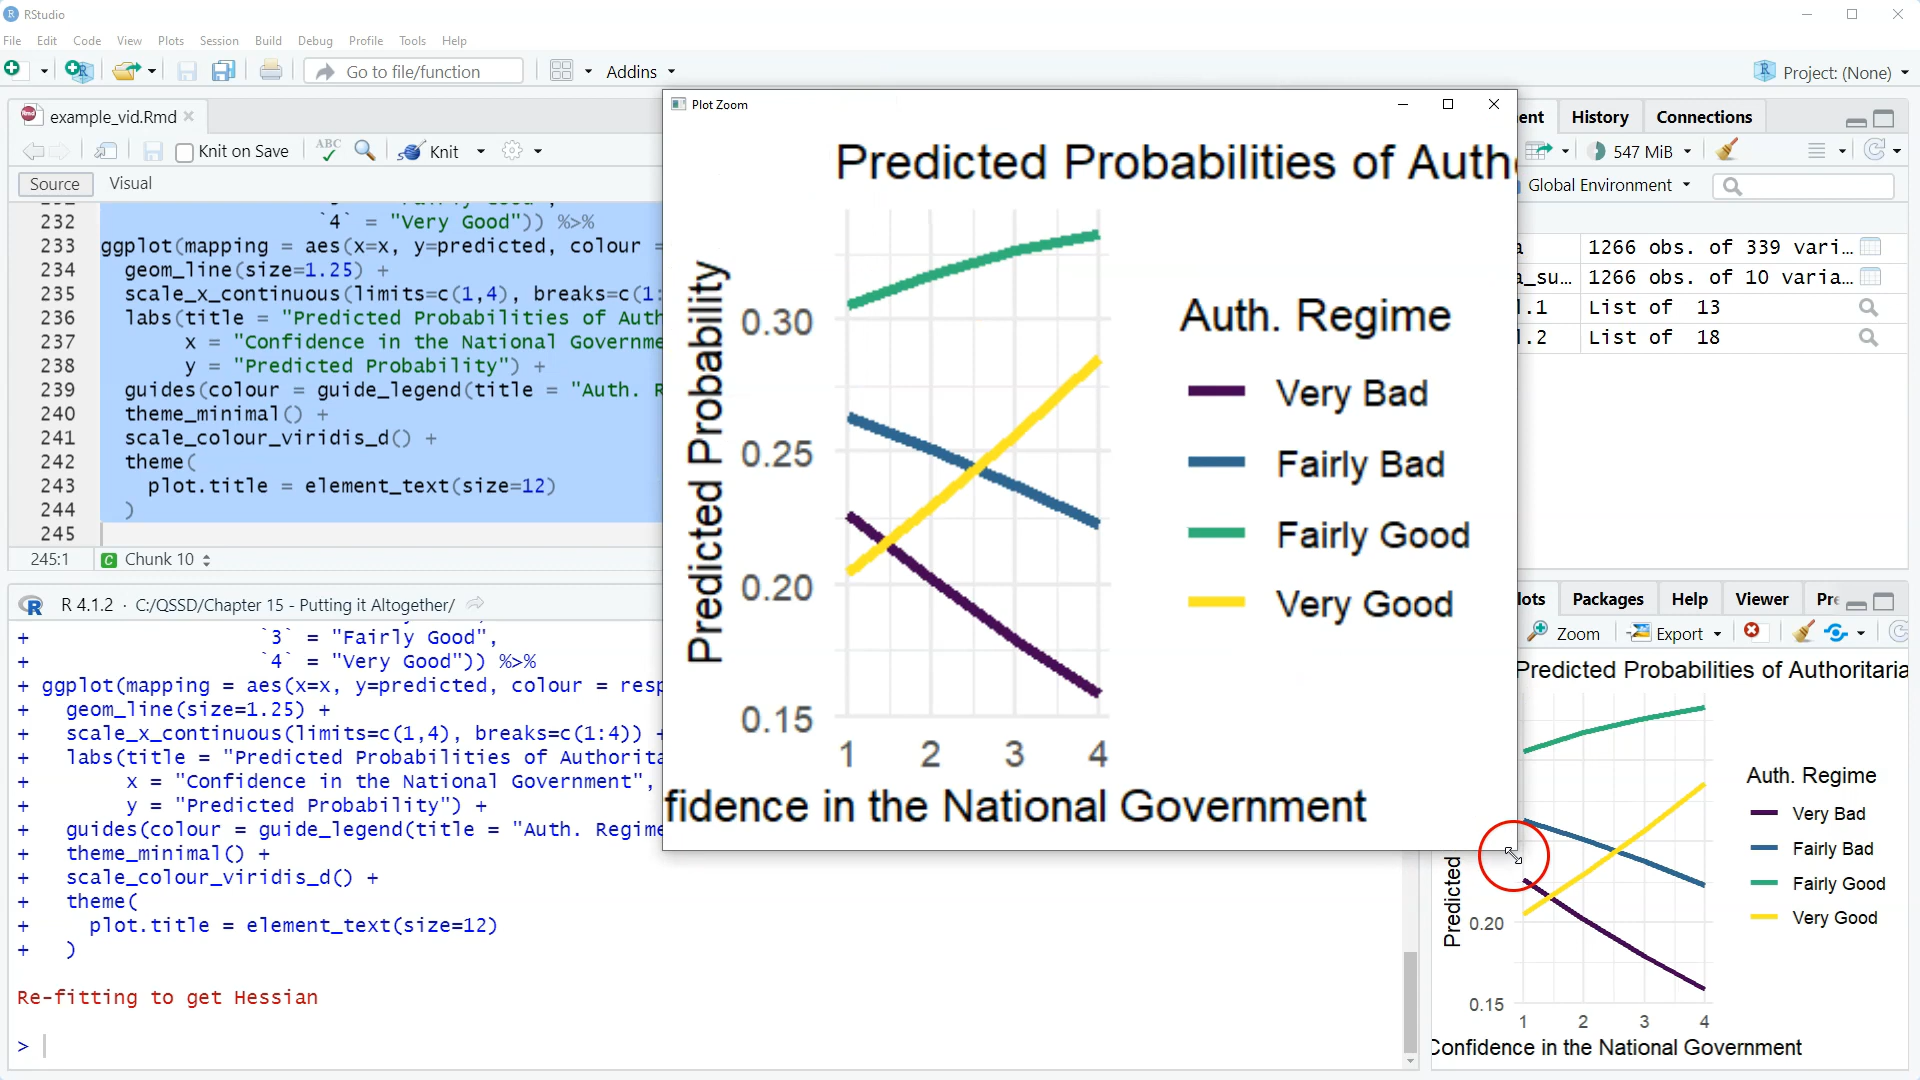 RStudio
File Edit Code View Plots Session Build Debug Profile Tools Help
Go to file/function Addins Project: (None)
example_vid.Rmd
Knit on Save Knit
Source Visual
232 `4` = "Very Good")) %>%
233 ggplot(mapping = aes(x=x, y=predicted, colour =
234 geom_line(size=1.25) +
235 scale_x_continuous(limits=c(1,4), breaks=c(1:
236 labs(title = "Predicted Probabilities of Auth
237 x = "Confidence in the National Governme
238 y = "Predicted Probability") +
239 guides(colour = guide_legend(title = "Auth. R
240 theme_minimal() +
241 scale_colour_viridis_d() +
242 theme(
243 plot.title = element_text(size=12)
244 )
245
245:1 Chunk 10
R 4.1.2 · C:/QSSD/Chapter 15 - Putting it Altogether/
+ `3` = "Fairly Good",
+ `4` = "Very Good")) %>%
+ ggplot(mapping = aes(x=x, y=predicted, colour = resp
+ geom_line(size=1.25) +
+ scale_x_continuous(limits=c(1,4), breaks=c(1:4)) +
+ labs(title = "Predicted Probabilities of Authorita
+ x = "Confidence in the National Government",
+ y = "Predicted Probability") +
+ guides(colour = guide_legend(title = "Auth. Regime
+ theme_minimal() +
+ scale_colour_viridis_d() +
+ theme(
+ plot.title = element_text(size=12)
+ )
Re-fitting to get Hessian
>
Plot Zoom
Predicted Probabilities of Autho
Predicted Probability
0.30
0.25
0.20
0.15
1 2 3 4
fidence in the National Government
Auth. Regime
Very Bad
Fairly Bad
Fairly Good
Very Good
ent History Connections
547 MiB
Global Environment
a 1266 obs. of 339 vari...
a_su... 1266 obs. of 10 varia...
l.1 List of 13
l.2 List of 18
lots Packages Help Viewer Pre
Zoom Export
Predicted Probabilities of Authoritaria
Predicted
0.20
0.15
1 2 3 4
Confidence in the National Government
Auth. Regime
Very Bad
Fairly Bad
Fairly Good
Very Good